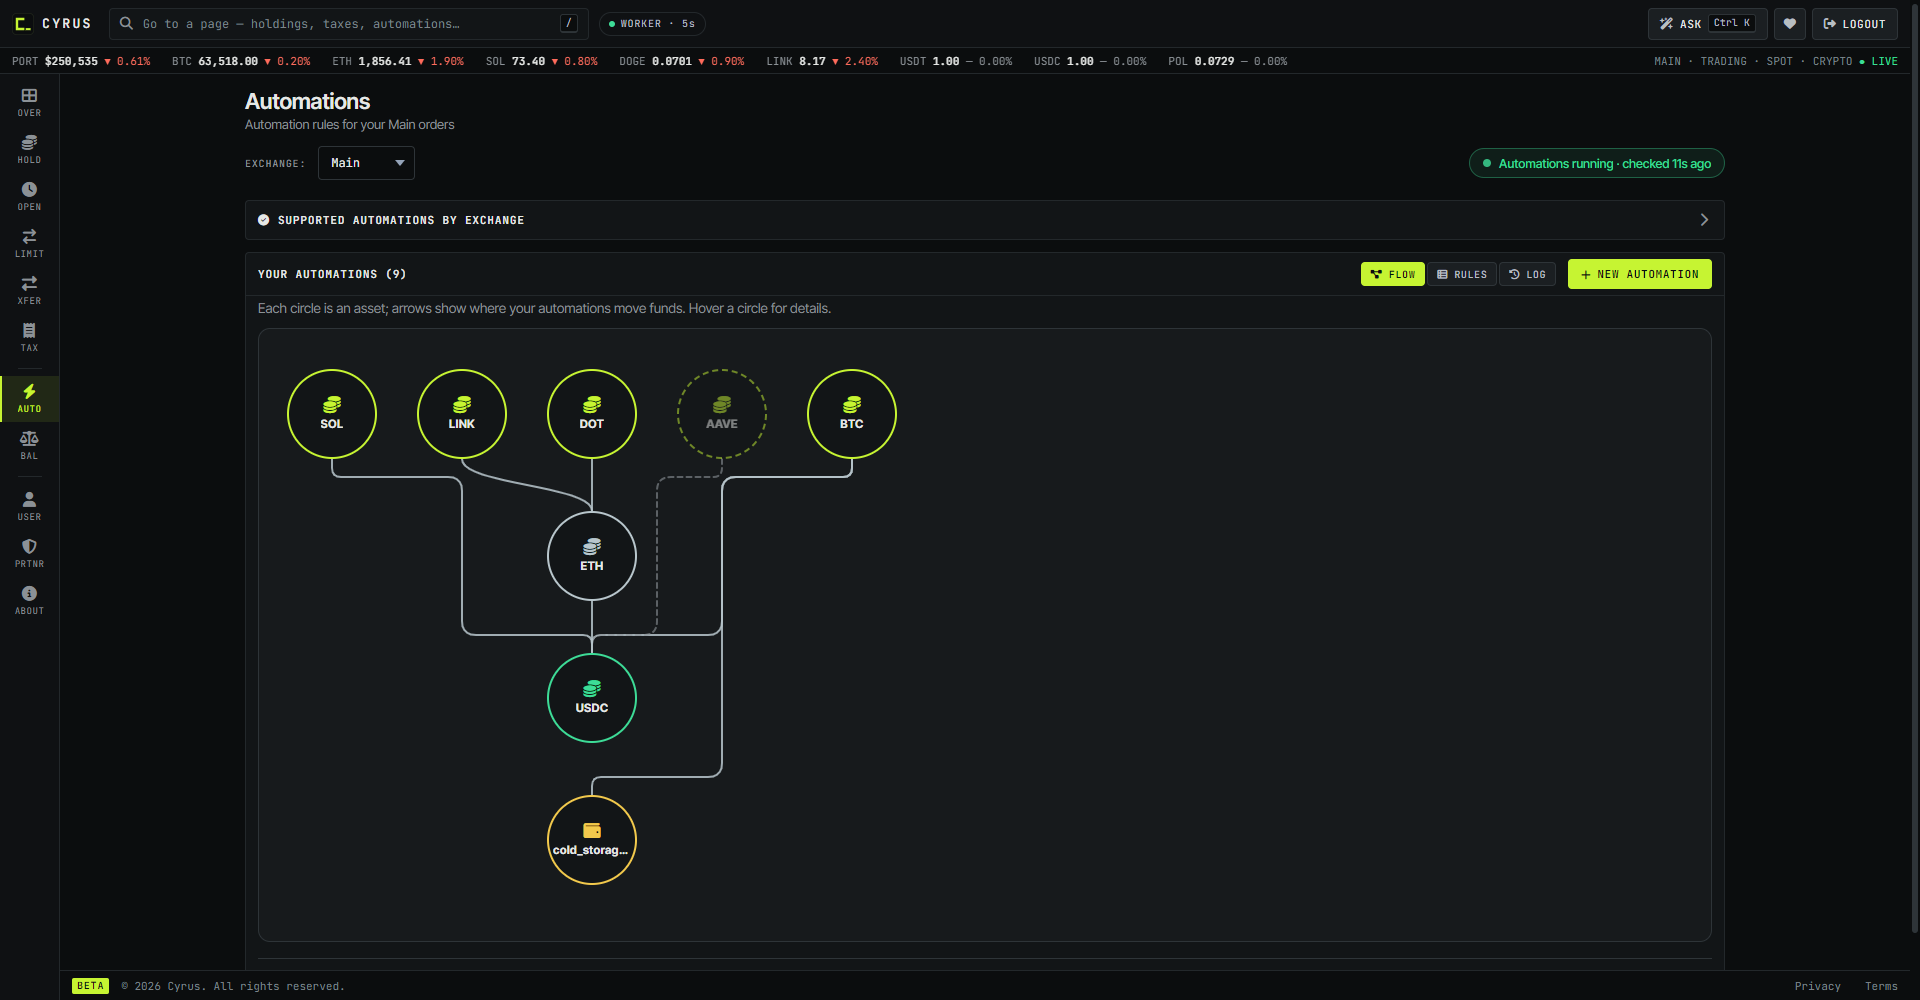 CYRUS
Go to a page — holdings, taxes, automations…
/
WORKER · 5s
ASK Ctrl K
LOGOUT
PORT $250,535 ▼ 0.61% BTC 63,518.00 ▼ 0.20% ETH 1,856.41 ▼ 1.90% SOL 73.40 ▼ 0.80% DOGE 0.0701 ▼ 0.90% LINK 8.17 ▼ 2.40% USDT 1.00 — 0.00% USDC 1.00 — 0.00% POL 0.0729 — 0.00% MAIN · TRADING · SPOT · CRYPTO ● LIVE
OVER
HOLD
OPEN
LIMIT
XFER
TAX
AUTO
BAL
USER
PRTNR
ABOUT
Automations
Automation rules for your Main orders
EXCHANGE: Main
Automations running · checked 11s ago
SUPPORTED AUTOMATIONS BY EXCHANGE
YOUR AUTOMATIONS (9)
FLOW
RULES
LOG
+ NEW AUTOMATION
Each circle is an asset; arrows show where your automations move funds. Hover a circle for details.
SOL
LINK
DOT
AAVE
BTC
ETH
USDC
cold_storag...
BETA © 2026 Cyrus. All rights reserved.
Privacy Terms